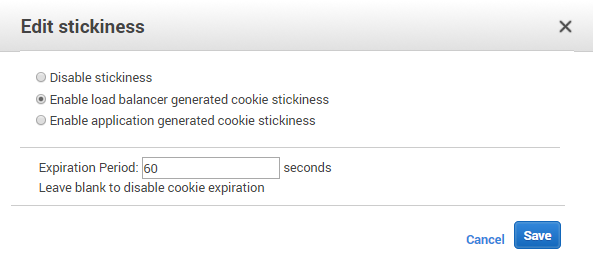 Edit stickiness
Disable stickiness
Enable load balancer generated cookie stickiness
Enable application generated cookie stickiness
Expiration Period: 60 seconds
Leave blank to disable cookie expiration
Cancel Save